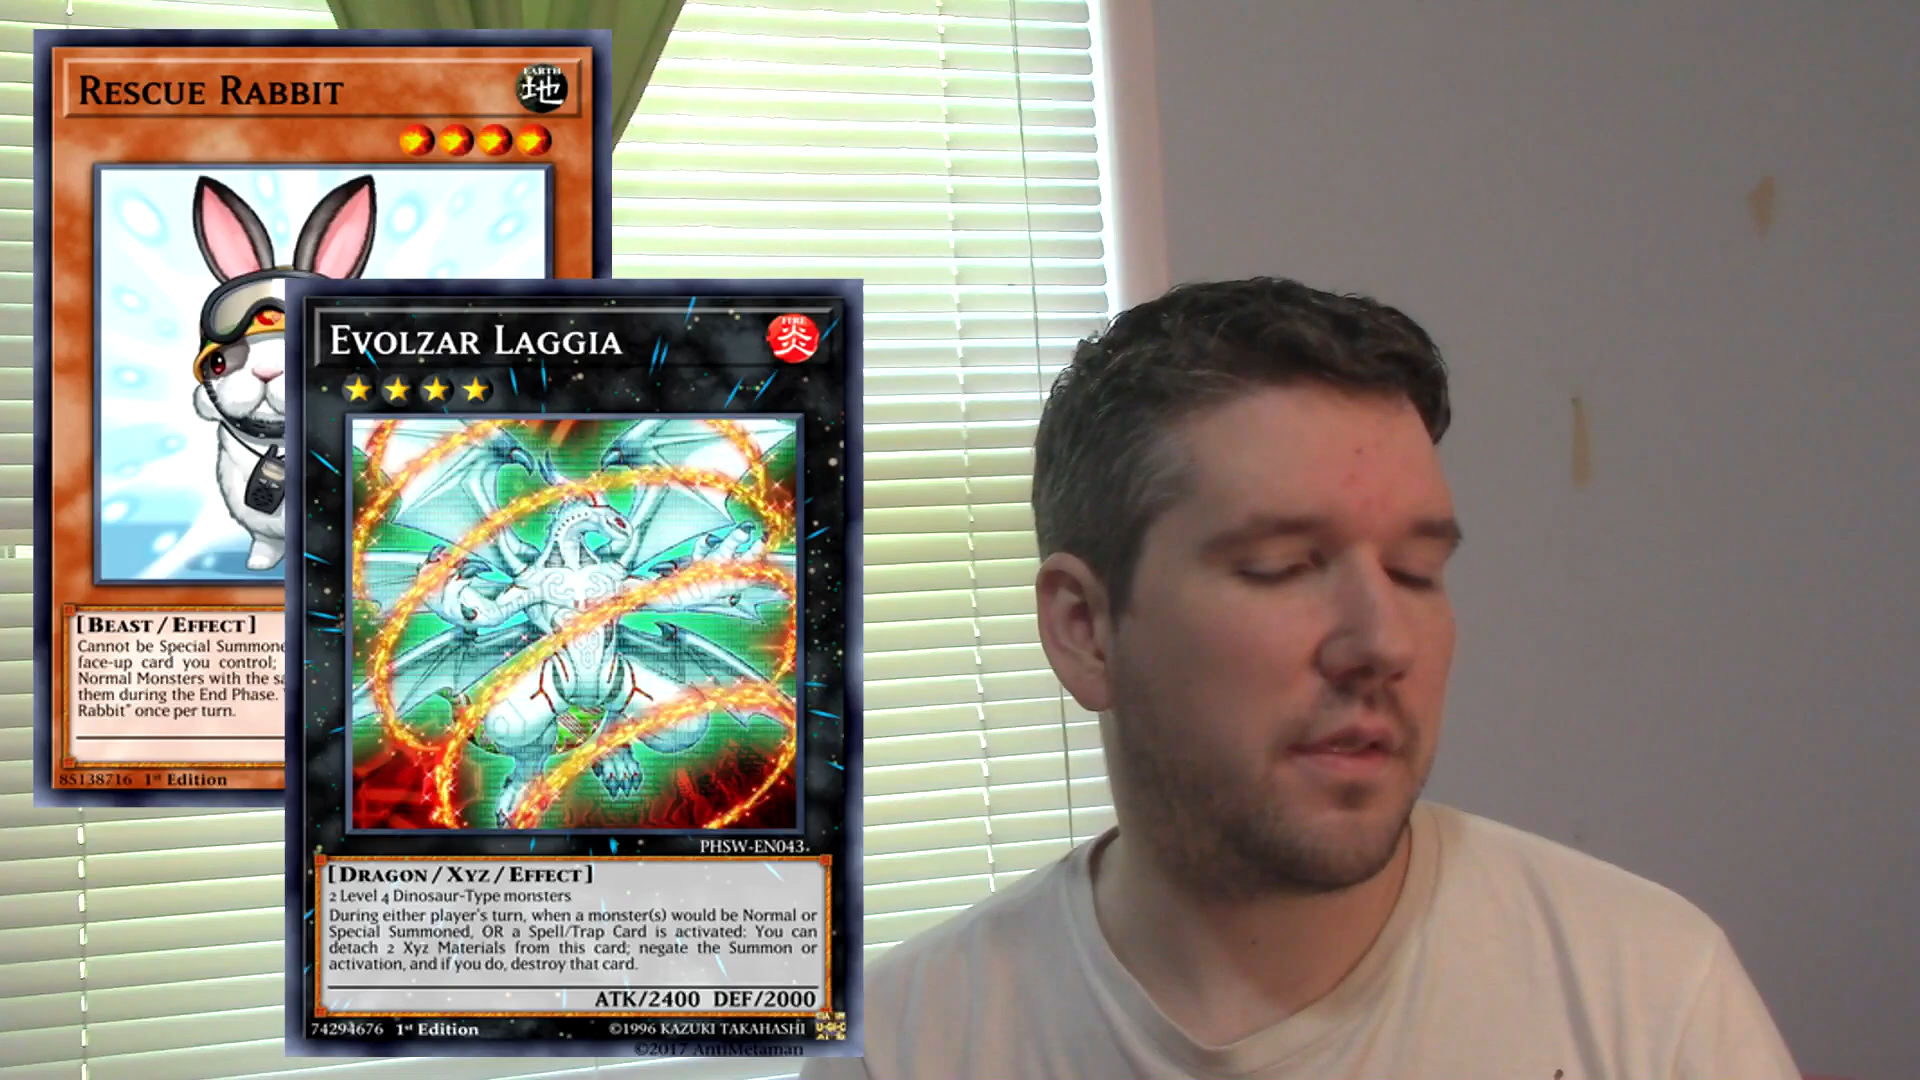 RESCUE RABBIT
EARTH
地
[BEAST / EFFECT]
Cannot be Special Summone
face-up card you control;
Normal Monsters with the sa
them during the End Phase.
Rabbit" once per turn.
85138716 1st Edition
EVOLZAR LAGGIA
FIRE
炎
PHSW-EN043
[DRAGON / XYZ / EFFECT]
2 Level 4 Dinosaur-Type monsters
During either player's turn, when a monster(s) would be Normal or
Special Summoned, OR a Spell/Trap Card is activated: You can
detach 2 Xyz Materials from this card; negate the Summon or
activation, and if you do, destroy that card.
ATK/2400 DEF/2000
74294676 1st Edition ©1996 KAZUKI TAKAHASHI
©2017 AntiMetaman